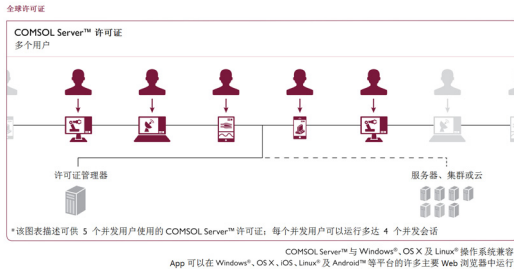 全球许可证
COMSOL Server™ 许可证
多个用户
许可证管理器
服务器、集群或云
*该图表描述可供 5 个并发用户使用的 COMSOL Server™ 许可证；每个并发用户可以运行多达 4 个并发会话
COMSOL Server™ 与 Windows®、OS X 及 Linux® 操作系统兼容
App 可以在 Windows®、OS X、iOS、Linux® 及 Android™ 等平台的许多主要 Web 浏览器中运行